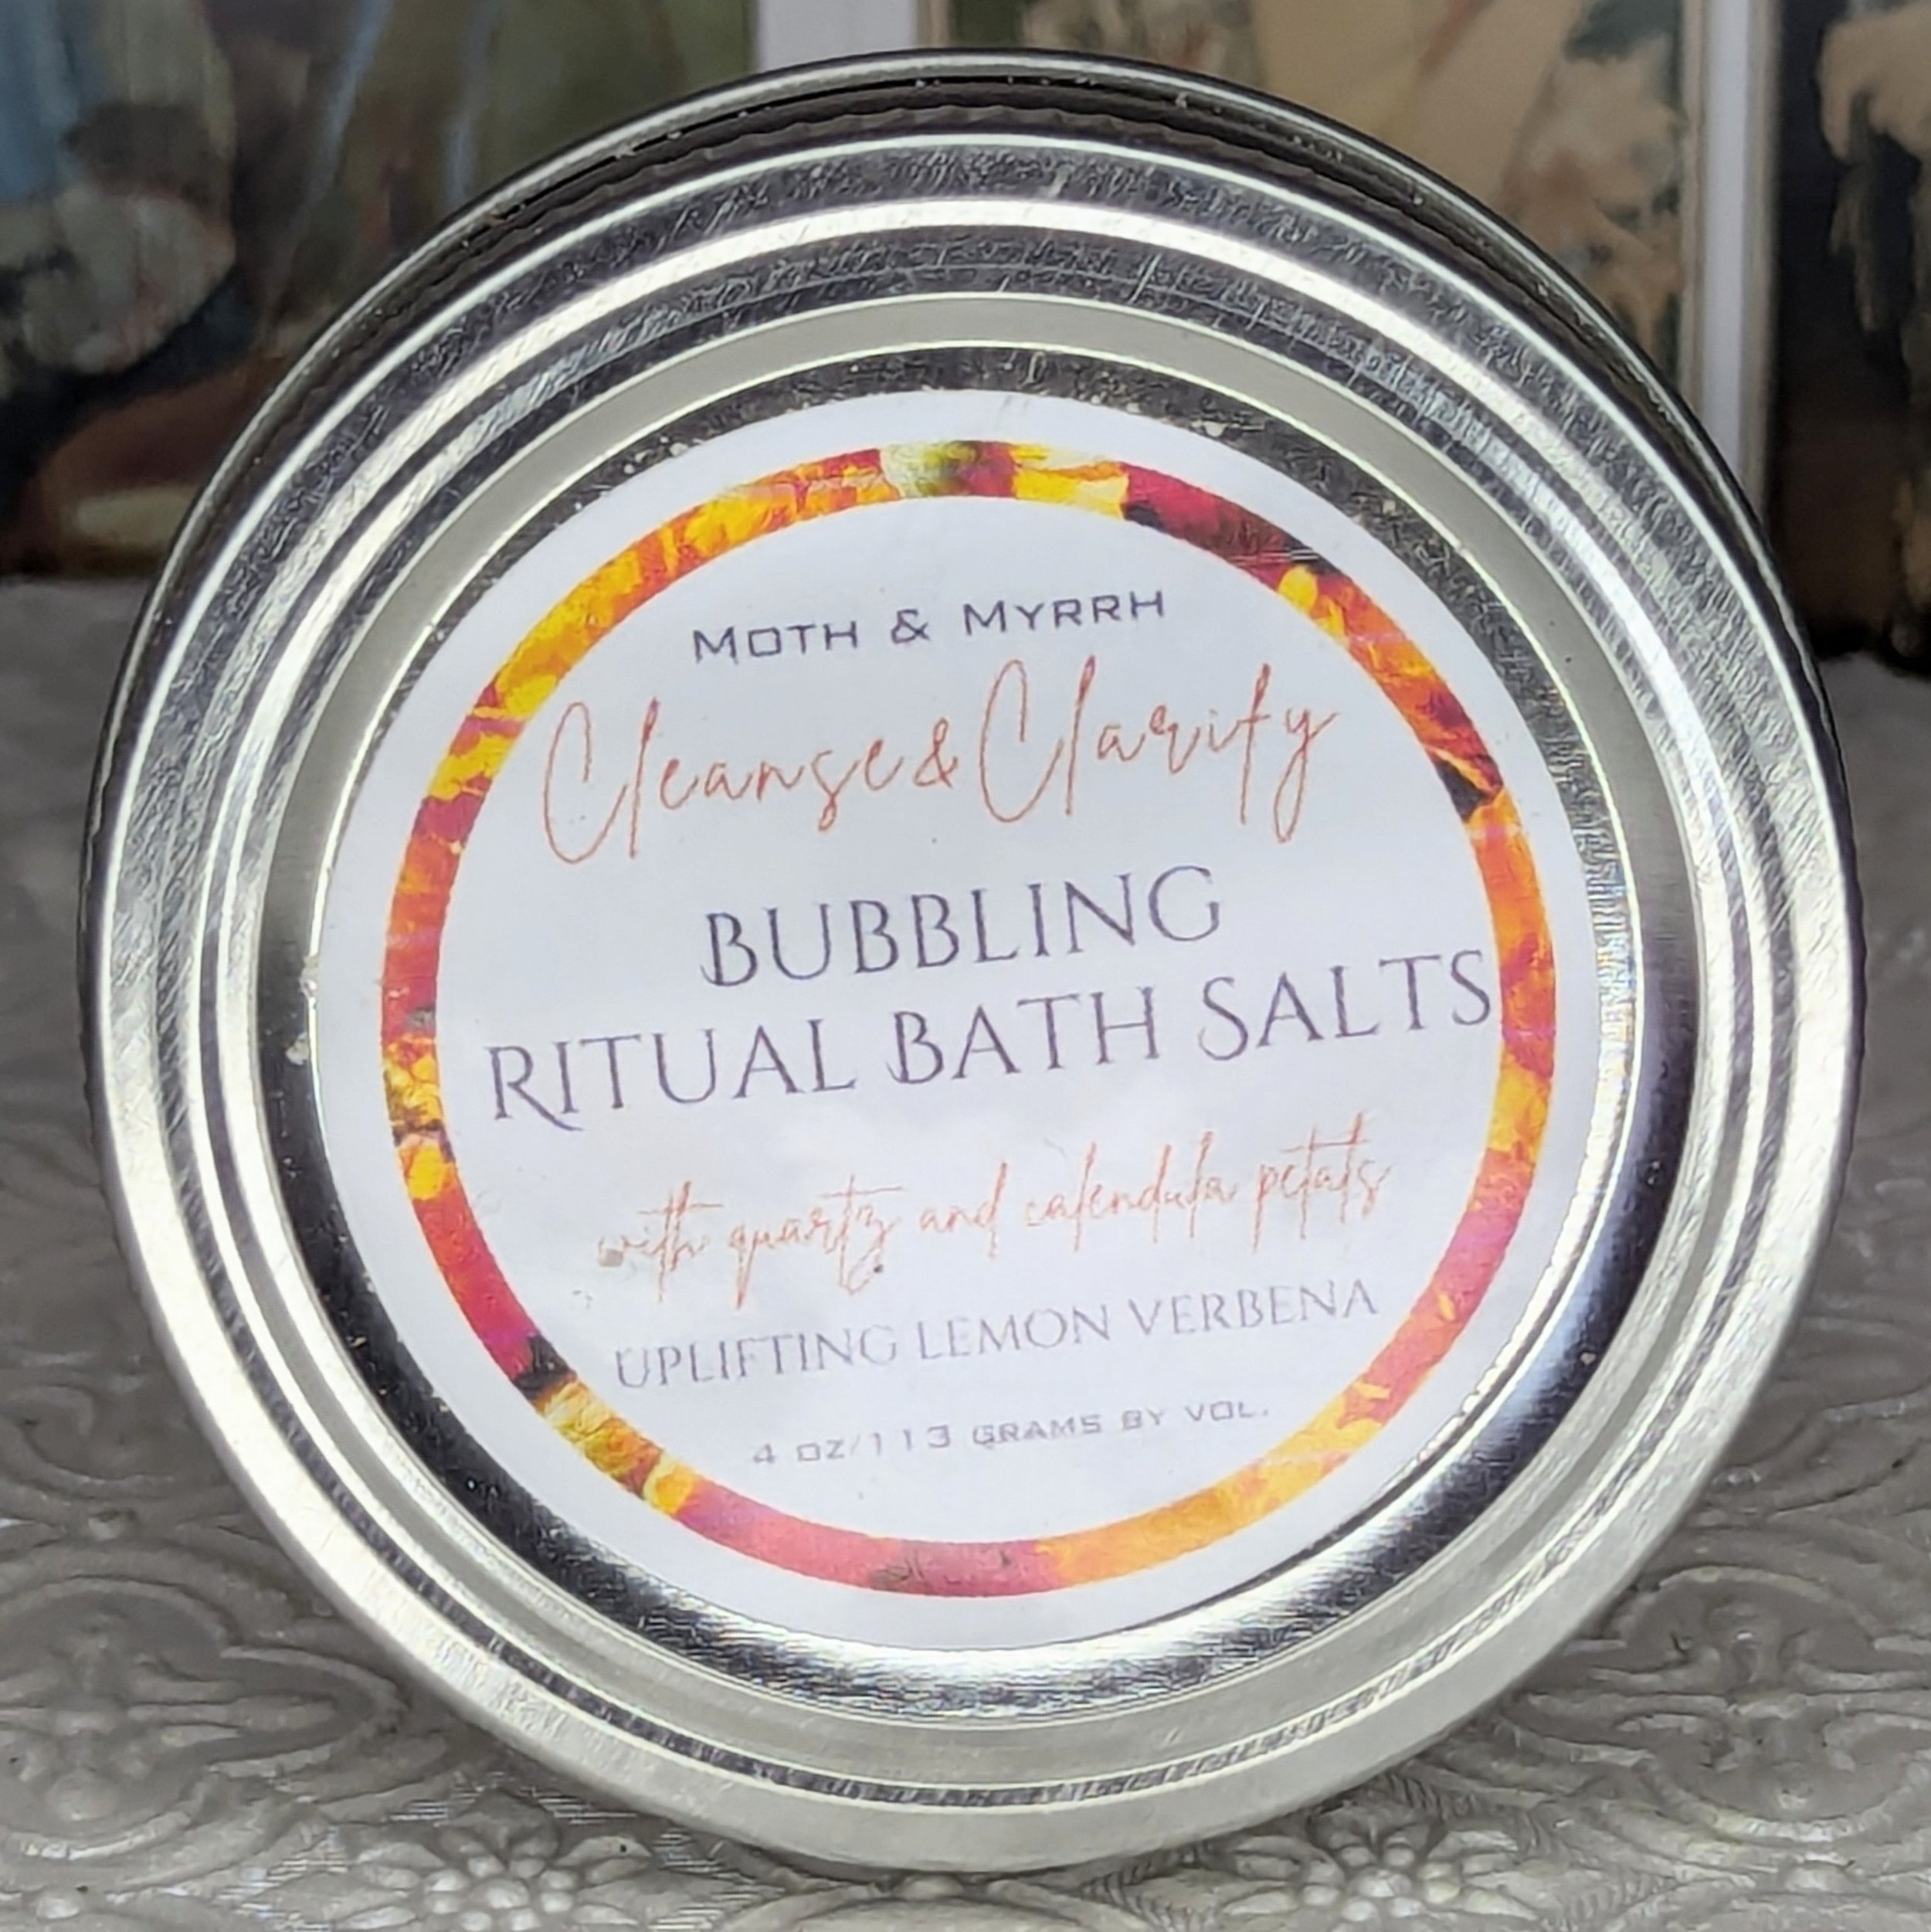 MOTH & MYRRH
Cleanse & Clarify
BUBBLING
RITUAL BATH SALTS
with quartz and calendula petals
UPLIFTING LEMON VERBENA
4 OZ/113 GRAMS BY VOL.